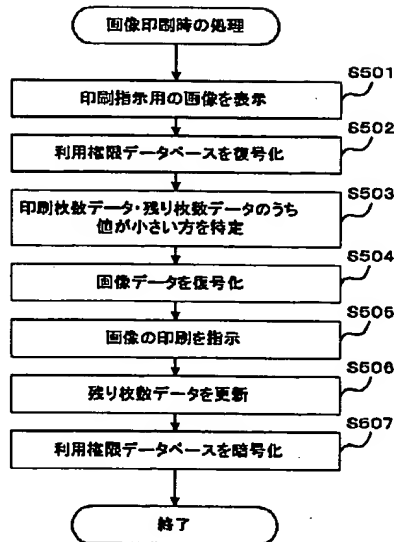 画像印刷時の処理
S501
印刷指示用の画像を表示
S502
利用権限データベースを復号化
S503
印刷枚数データ・残り枚数データのうち
値が小さい方を特定
S504
画像データを復号化
S505
画像の印刷を指示
S506
残り枚数データを更新
S507
利用権限データベースを暗号化
終了